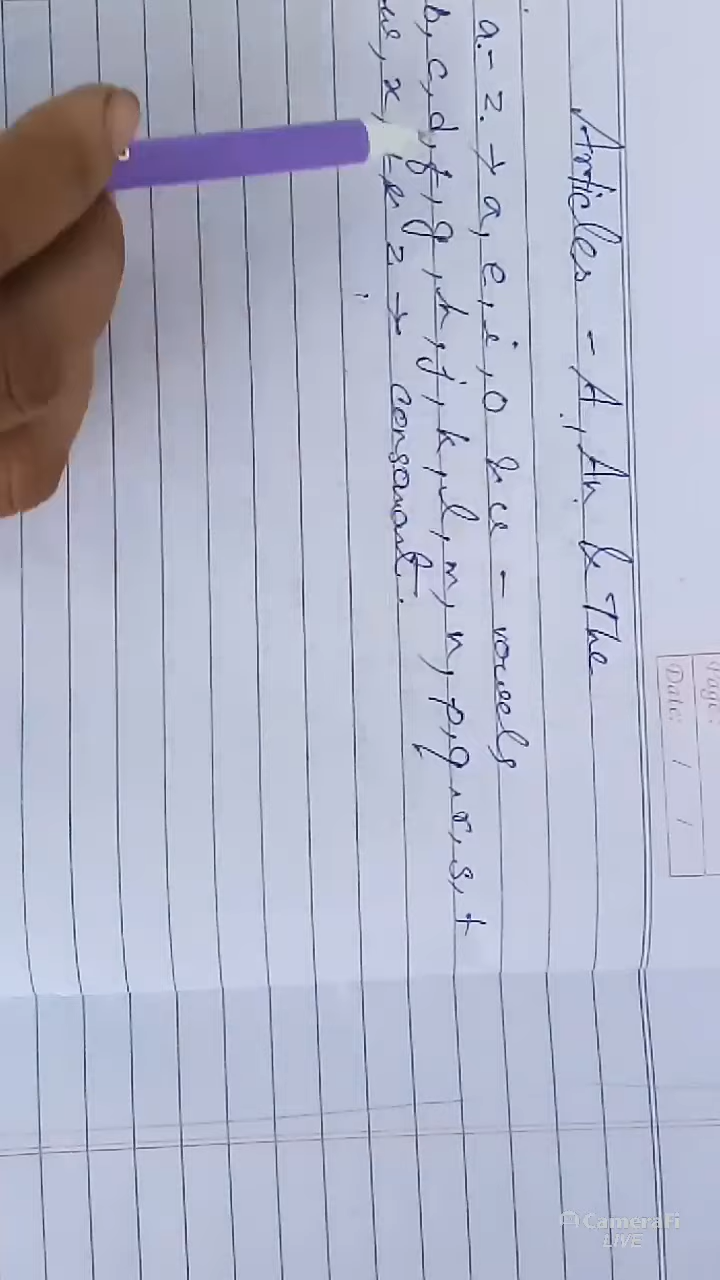 Page:
Date: / /
Articles - A, An & The
a - z → a, e, i, o & u - vowels
b, c, d, f, g, h, j, k, l, m, n, p, q, r, s, t
w, x, z → consonant.
CameraFi
LIVE